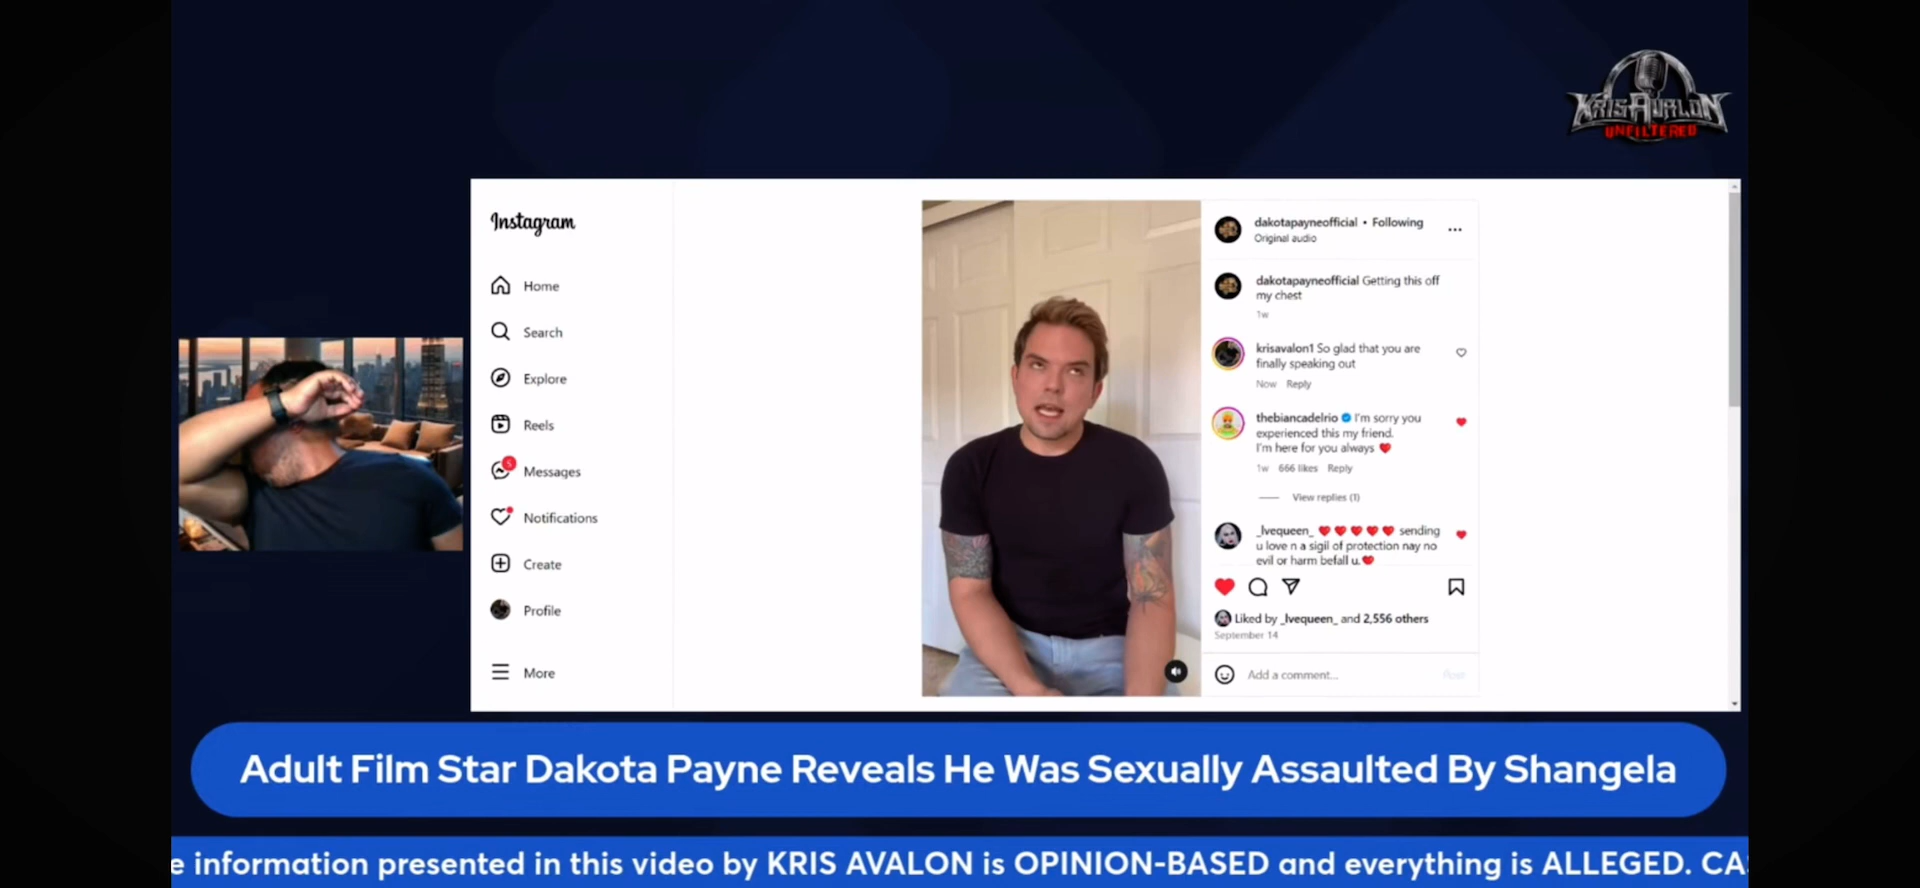 KRIS AVALON
UNFILTERED
Instagram
Home
Search
Explore
Reels
5
Messages
Notifications
Create
Profile
More
dakotapayneofficial • Following
Original audio
dakotapayneofficial Getting this off
my chest
1w
krisavalon1 So glad that you are
finally speaking out
Now Reply
thebiancadelrio I'm sorry you
experienced this my friend.
I'm here for you always ❤️
1w 666 likes Reply
View replies (1)
_lvequeen_ ❤️❤️❤️❤️❤️ sending
u love n a sigil of protection nay no
evil or harm befall u.❤️
Liked by _lvequeen_ and 2,556 others
September 14
Add a comment...
Post
Adult Film Star Dakota Payne Reveals He Was Sexually Assaulted By Shangela
e information presented in this video by KRIS AVALON is OPINION-BASED and everything is ALLEGED. CA